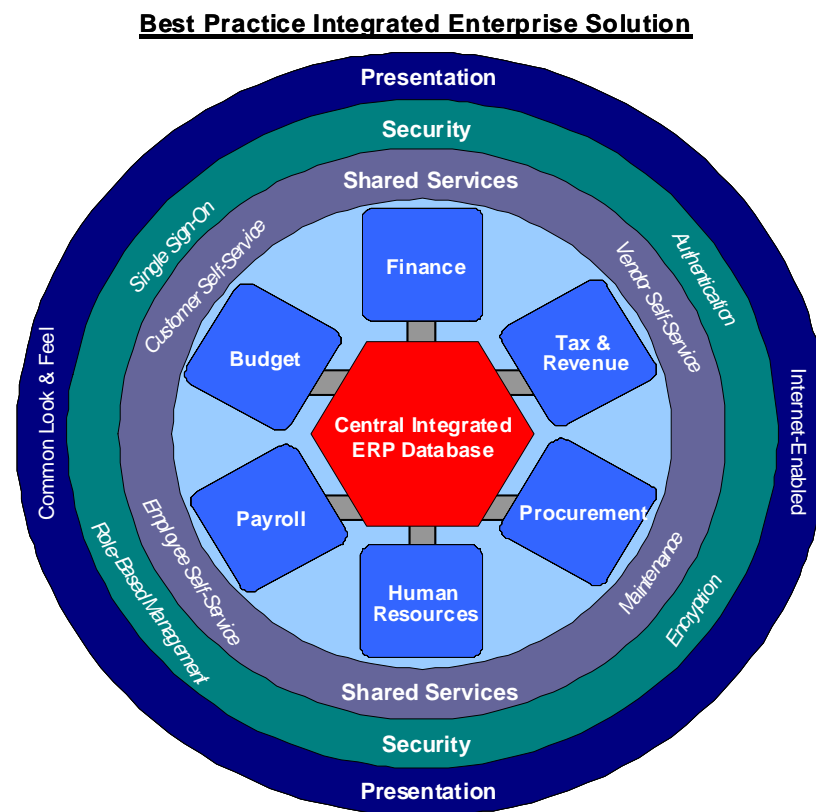 Best Practice Integrated Enterprise Solution
Presentation
Security
Shared Services
Single Sign-On
Customer Self-Service
Vendor Self-Service
Authentication
Finance
Budget
Tax &
Revenue
Common Look & Feel
Internet-Enabled
Central Integrated
ERP Database
Payroll
Procurement
Human
Resources
Role-Based Management
Employee Self-Service
Maintenance
Encryption
Shared Services
Security
Presentation